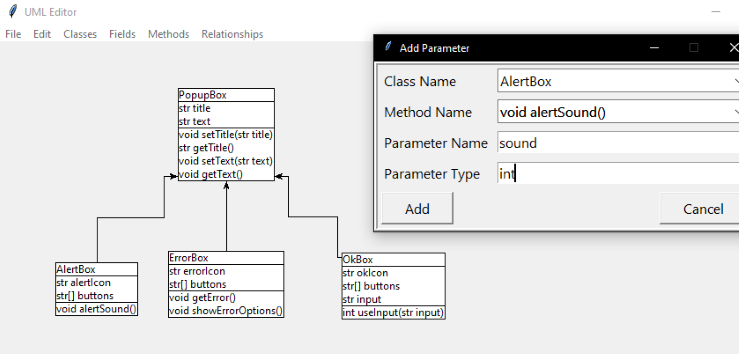 UML Editor
File Edit Classes Fields Methods Relationships
Add Parameter
Class Name AlertBox
Method Name void alertSound()
Parameter Name sound
Parameter Type int
Add Cancel
PopupBox
str title
str text
void setTitle(str title)
str getTitle()
void setText(str text)
void getText()
AlertBox
str alertIcon
str[] buttons
void alertSound()
ErrorBox
str errorIcon
str[] buttons
void getError()
void showErrorOptions()
OkBox
str okIcon
str[] buttons
str input
int useInput(str input)